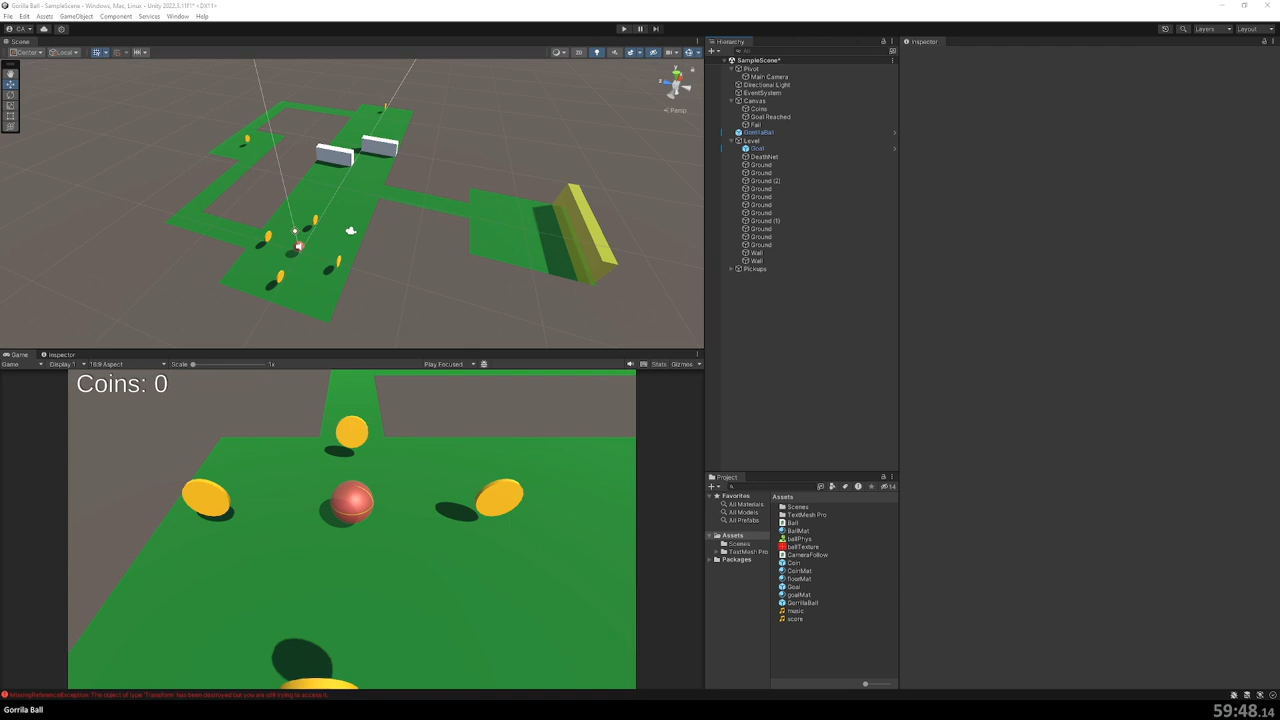 Gorilla Ball - SampleScene - Windows, Mac, Linux - Unity 2022.3.11f1* <DX11>
File Edit Assets GameObject Component Services Window Help
CA
Layers Layout
Scene
Center Local
2D
Persp
Hierarchy
All
SampleScene*
Pivot
Main Camera
Directional Light
EventSystem
Canvas
Coins
Goal Reached
Fail
GorrillaBall
Level
Goal
DeathNet
Ground
Ground
Ground (2)
Ground
Ground
Ground
Ground
Ground (1)
Ground
Ground
Ground
Wall
Wall
Pickups
Inspector
Game Inspector
Game Display 1 16:9 Aspect Scale 1x Play Focused Stats Gizmos
Coins: 0
Project
14
Favorites
All Materials
All Models
All Prefabs
Assets
Scenes
TextMesh Pro
Packages
Assets
Scenes
TextMesh Pro
Ball
BallMat
ballPhys
ballTexture
CameraFollow
Coin
CoinMat
floorMat
Goal
goalMat
GorrillaBall
music
score
MissingReferenceException: The object of type 'Transform' has been destroyed but you are still trying to access it.
Gorrila Ball
59:48.14